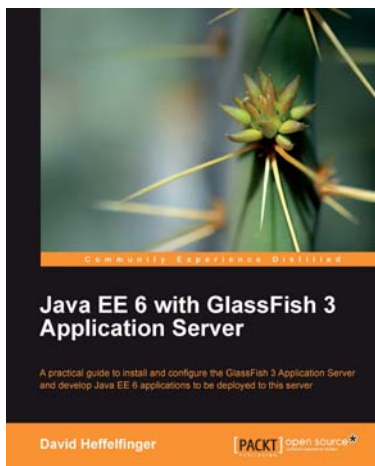 Community Experience Distilled
Java EE 6 with GlassFish 3
Application Server
A practical guide to install and configure the GlassFish 3 Application Server
and develop Java EE 6 applications to be deployed to this server
David Heffelfinger
[PACKT] open source*
PUBLISHING